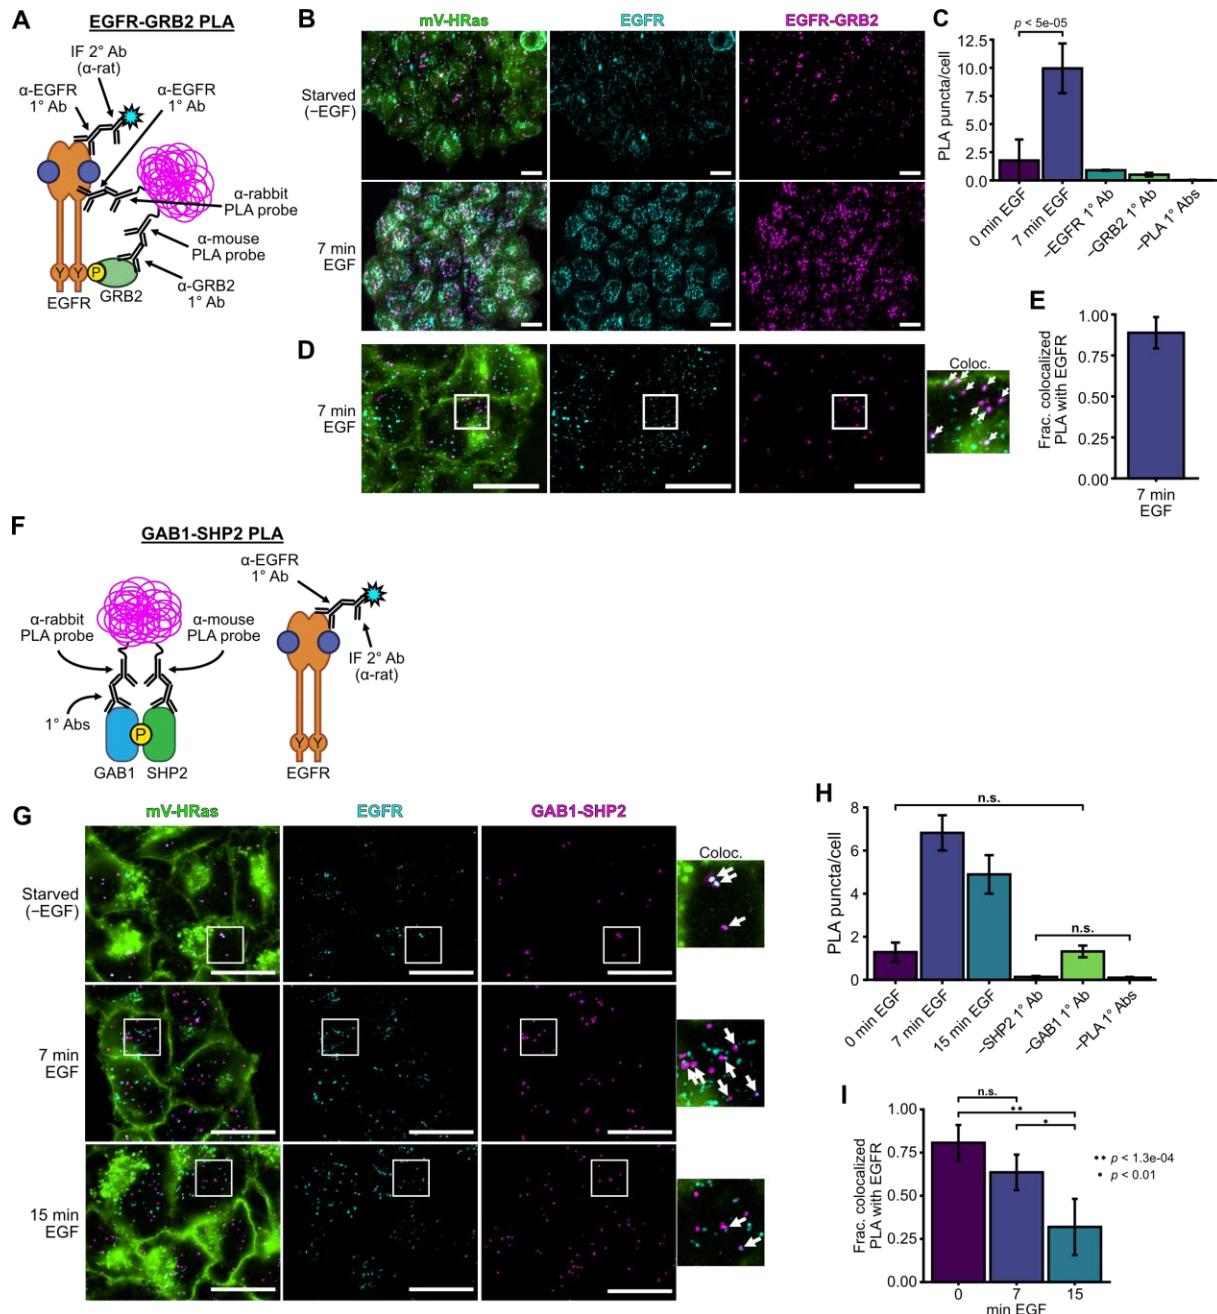 A
EGFR-GRB2 PLA
IF 2° Ab
(α-rat)
α-EGFR
1° Ab
α-EGFR
1° Ab
α-rabbit
PLA probe
α-mouse
PLA probe
α-GRB2
1° Ab
Y
Y
P
EGFR
GRB2
B
mV-HRas
EGFR
EGFR-GRB2
Starved
(−EGF)
7 min
EGF
C
p < 5e-05
PLA puncta/cell
12.5
10.0
7.5
5.0
2.5
0
0 min EGF
7 min EGF
−EGFR 1° Ab
−GRB2 1° Ab
−PLA 1° Abs
D
7 min
EGF
Coloc.
E
Frac. colocalized
PLA with EGFR
1.00
0.75
0.50
0.25
0.00
7 min
EGF
F
GAB1-SHP2 PLA
α-rabbit
PLA probe
α-mouse
PLA probe
1° Abs
P
GAB1
SHP2
α-EGFR
1° Ab
IF 2° Ab
(α-rat)
Y
Y
EGFR
G
mV-HRas
EGFR
GAB1-SHP2
Coloc.
Starved
(−EGF)
7 min
EGF
15 min
EGF
H
n.s.
n.s.
PLA puncta/cell
8
6
4
2
0
0 min EGF
7 min EGF
15 min EGF
−SHP2 1° Ab
−GAB1 1° Ab
−PLA 1° Abs
I
n.s.
**
*
** p < 1.3e-04
* p < 0.01
Frac. colocalized
PLA with EGFR
1.00
0.75
0.50
0.25
0.00
0
7
15
min EGF